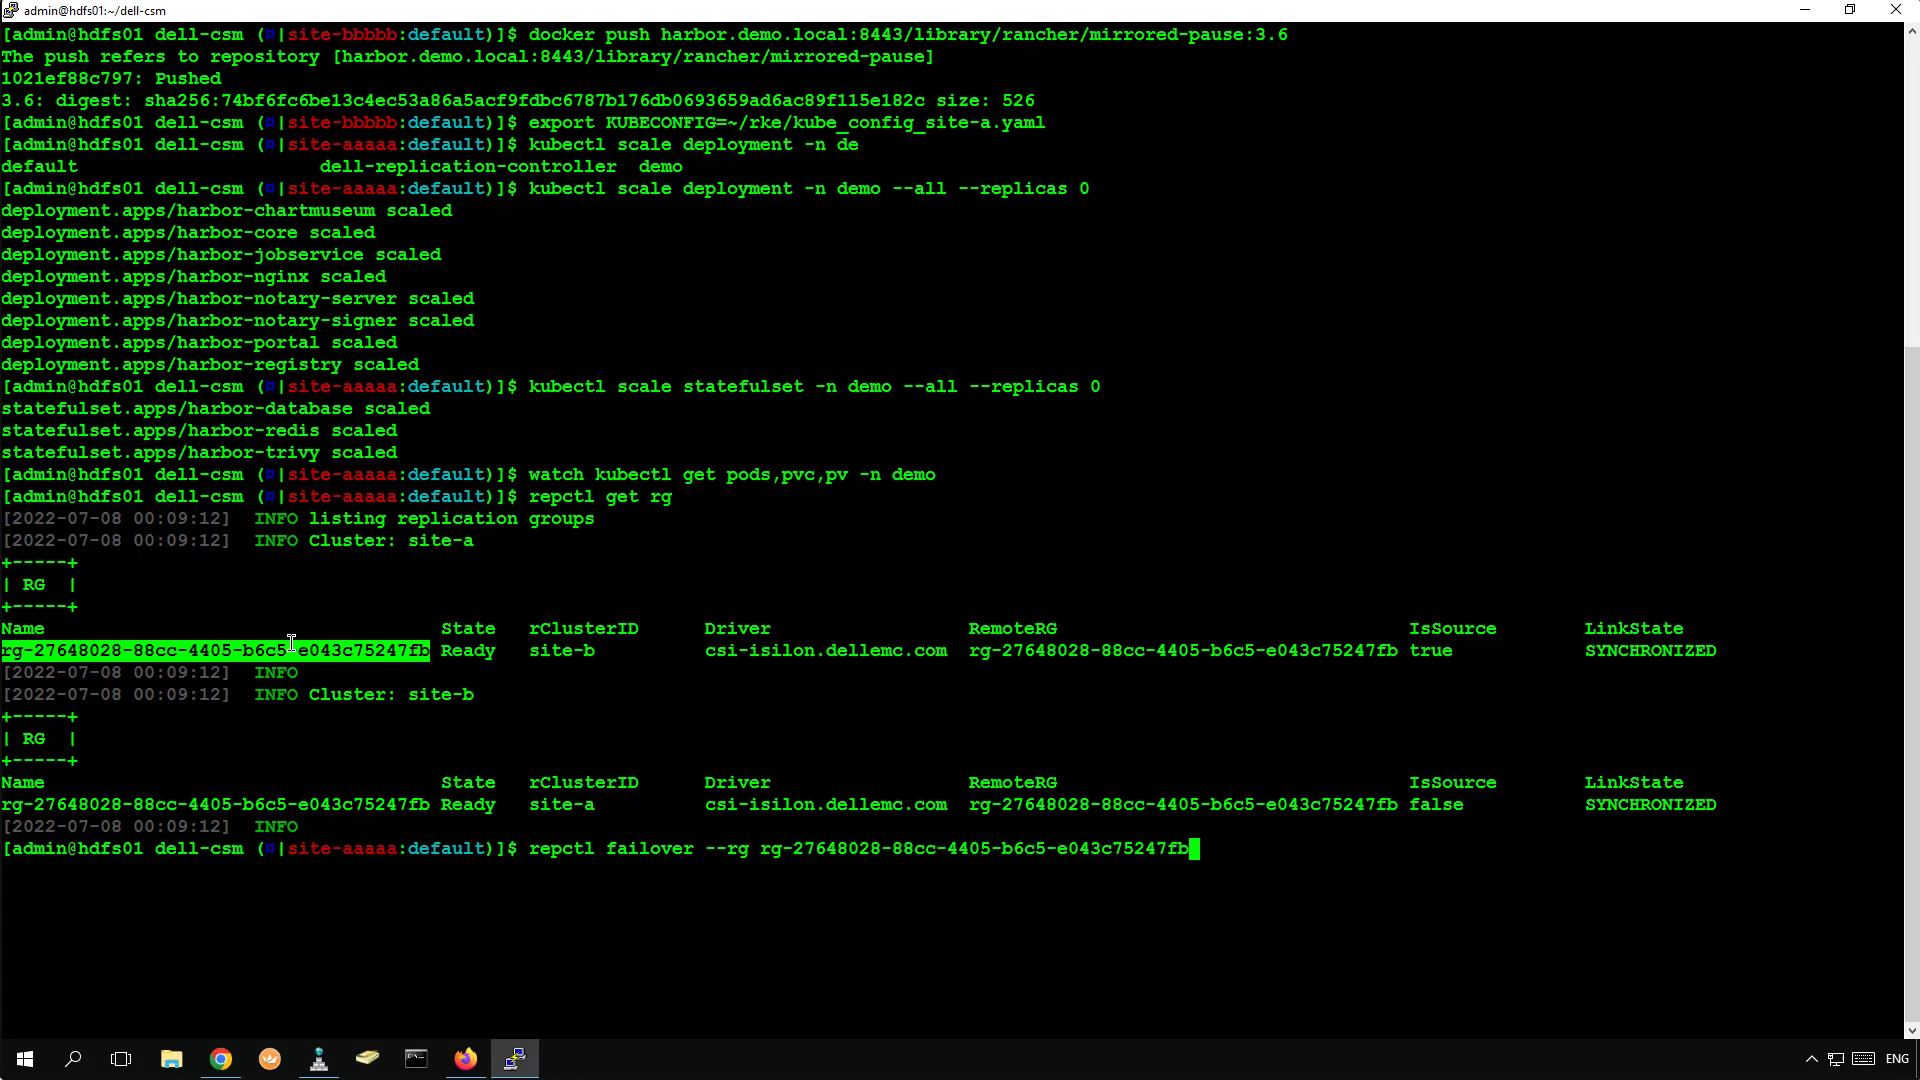 admin@hdfs01:~/dell-csm
[admin@hdfs01 dell-csm (¤|site-bbbbb:default)]$ docker push harbor.demo.local:8443/library/rancher/mirrored-pause:3.6
The push refers to repository [harbor.demo.local:8443/library/rancher/mirrored-pause]
1021ef88c797: Pushed
3.6: digest: sha256:74bf6fc6be13c4ec53a86a5acf9fdbc6787b176db0693659ad6ac89f115e182c size: 526
[admin@hdfs01 dell-csm (¤|site-bbbbb:default)]$ export KUBECONFIG=~/rke/kube_config_site-a.yaml
[admin@hdfs01 dell-csm (¤|site-aaaaa:default)]$ kubectl scale deployment -n de
default                      dell-replication-controller  demo
[admin@hdfs01 dell-csm (¤|site-aaaaa:default)]$ kubectl scale deployment -n demo --all --replicas 0
deployment.apps/harbor-chartmuseum scaled
deployment.apps/harbor-core scaled
deployment.apps/harbor-jobservice scaled
deployment.apps/harbor-nginx scaled
deployment.apps/harbor-notary-server scaled
deployment.apps/harbor-notary-signer scaled
deployment.apps/harbor-portal scaled
deployment.apps/harbor-registry scaled
[admin@hdfs01 dell-csm (¤|site-aaaaa:default)]$ kubectl scale statefulset -n demo --all --replicas 0
statefulset.apps/harbor-database scaled
statefulset.apps/harbor-redis scaled
statefulset.apps/harbor-trivy scaled
[admin@hdfs01 dell-csm (¤|site-aaaaa:default)]$ watch kubectl get pods,pvc,pv -n demo
[admin@hdfs01 dell-csm (¤|site-aaaaa:default)]$ repctl get rg
[2022-07-08 00:09:12]  INFO listing replication groups
[2022-07-08 00:09:12]  INFO Cluster: site-a
+-----+
| RG  |
+-----+
Name                                    State   rClusterID      Driver                  RemoteRG                                IsSource        LinkState
rg-27648028-88cc-4405-b6c5-e043c75247fb Ready   site-b          csi-isilon.dellemc.com  rg-27648028-88cc-4405-b6c5-e043c75247fb true            SYNCHRONIZED
[2022-07-08 00:09:12]  INFO
[2022-07-08 00:09:12]  INFO Cluster: site-b
+-----+
| RG  |
+-----+
Name                                    State   rClusterID      Driver                  RemoteRG                                IsSource        LinkState
rg-27648028-88cc-4405-b6c5-e043c75247fb Ready   site-a          csi-isilon.dellemc.com  rg-27648028-88cc-4405-b6c5-e043c75247fb false           SYNCHRONIZED
[2022-07-08 00:09:12]  INFO
[admin@hdfs01 dell-csm (¤|site-aaaaa:default)]$ repctl failover --rg rg-27648028-88cc-4405-b6c5-e043c75247fb
ENG